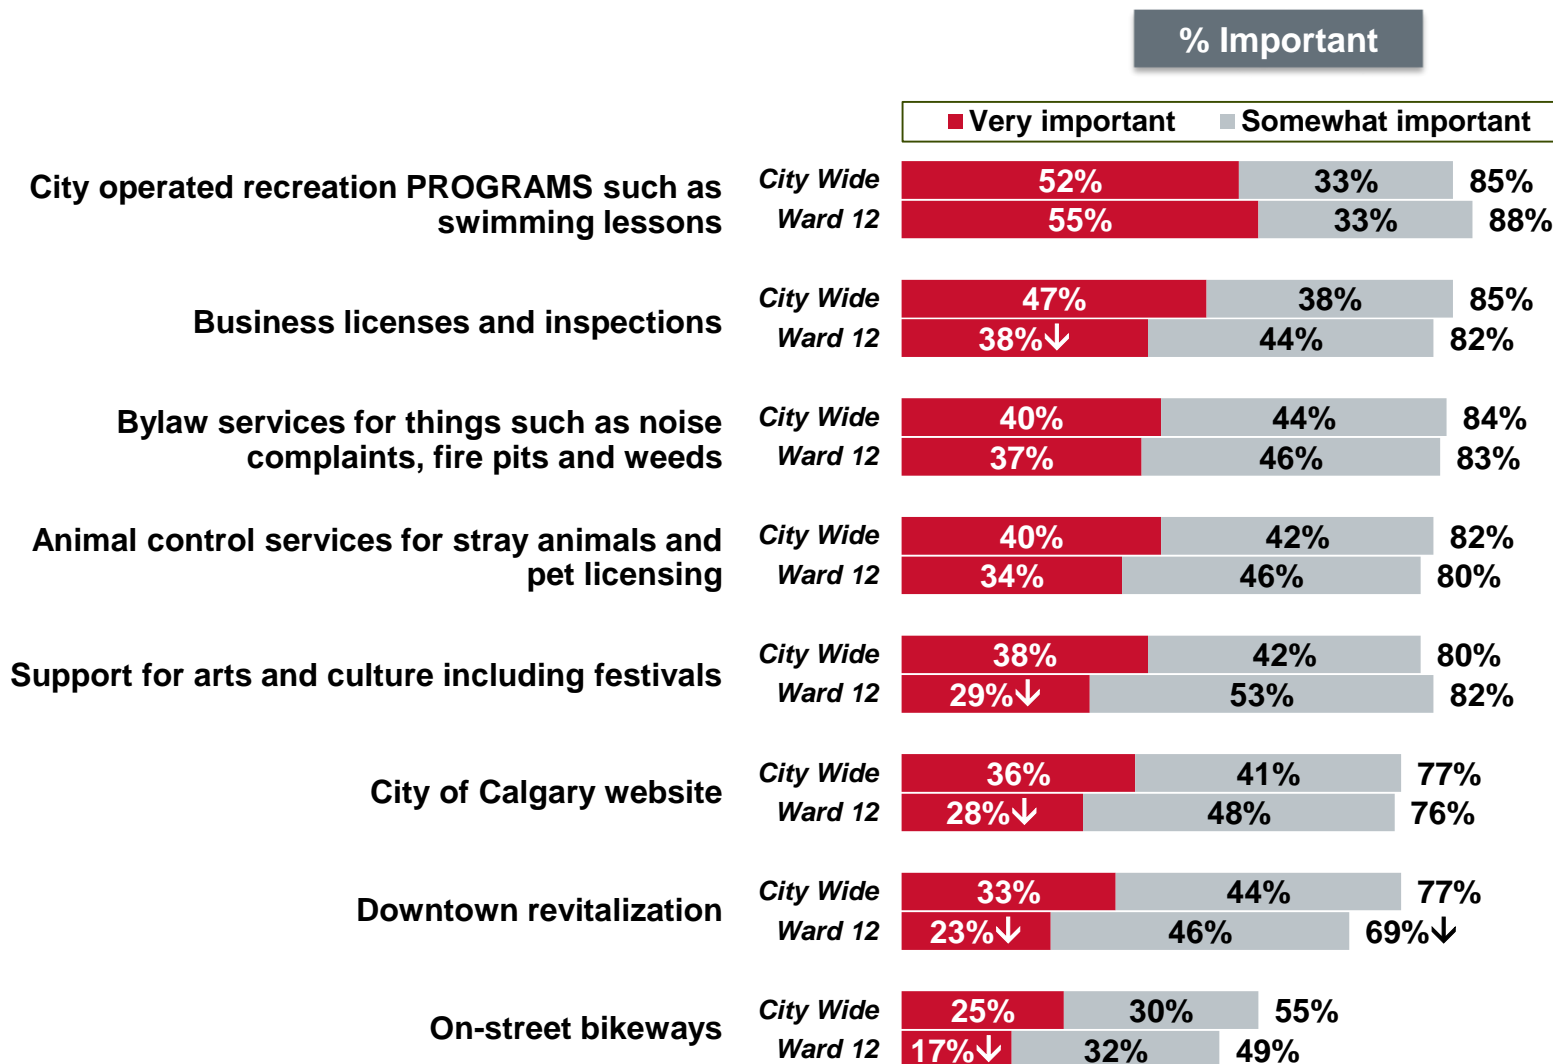 % Important
Very important Somewhat important
City operated recreation PROGRAMS such as
swimming lessons
City Wide 52% 33% 85%
Ward 12 55% 33% 88%
Business licenses and inspections
City Wide 47% 38% 85%
Ward 12 38%↓ 44% 82%
Bylaw services for things such as noise
complaints, fire pits and weeds
City Wide 40% 44% 84%
Ward 12 37% 46% 83%
Animal control services for stray animals and
pet licensing
City Wide 40% 42% 82%
Ward 12 34% 46% 80%
Support for arts and culture including festivals
City Wide 38% 42% 80%
Ward 12 29%↓ 53% 82%
City of Calgary website
City Wide 36% 41% 77%
Ward 12 28%↓ 48% 76%
Downtown revitalization
City Wide 33% 44% 77%
Ward 12 23%↓ 46% 69%↓
On-street bikeways
City Wide 25% 30% 55%
Ward 12 17%↓ 32% 49%